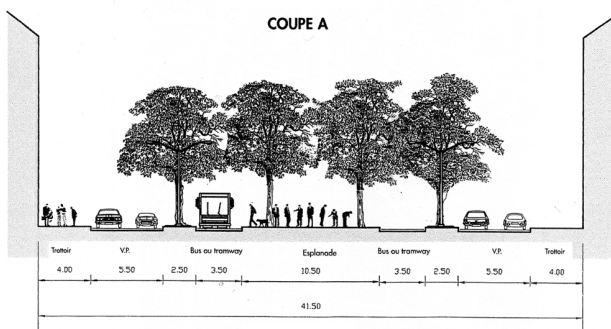 COUPE A
Trottoir V.P. Bus ou tramway Esplanade Bus ou tramway V.P. Trottoir
4.00 5.50 2.50 3.50 10.50 3.50 2.50 5.50 4.00
41.50